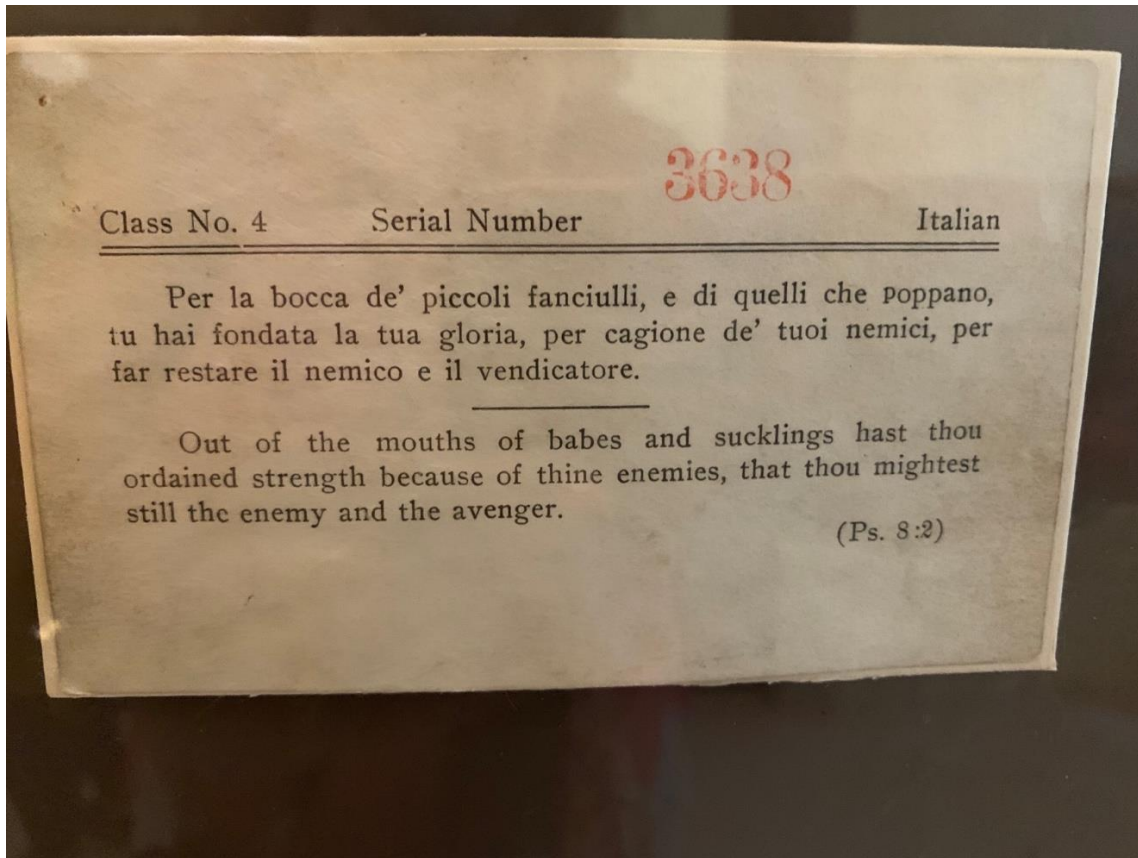 3638
Class No. 4 Serial Number Italian
Per la bocca de’ piccoli fanciulli, e di quelli che poppano,
tu hai fondata la tua gloria, per cagione de’ tuoi nemici, per
far restare il nemico e il vendicatore.
Out of the mouths of babes and sucklings hast thou
ordained strength because of thine enemies, that thou mightest
still the enemy and the avenger.
(Ps. 8:2)